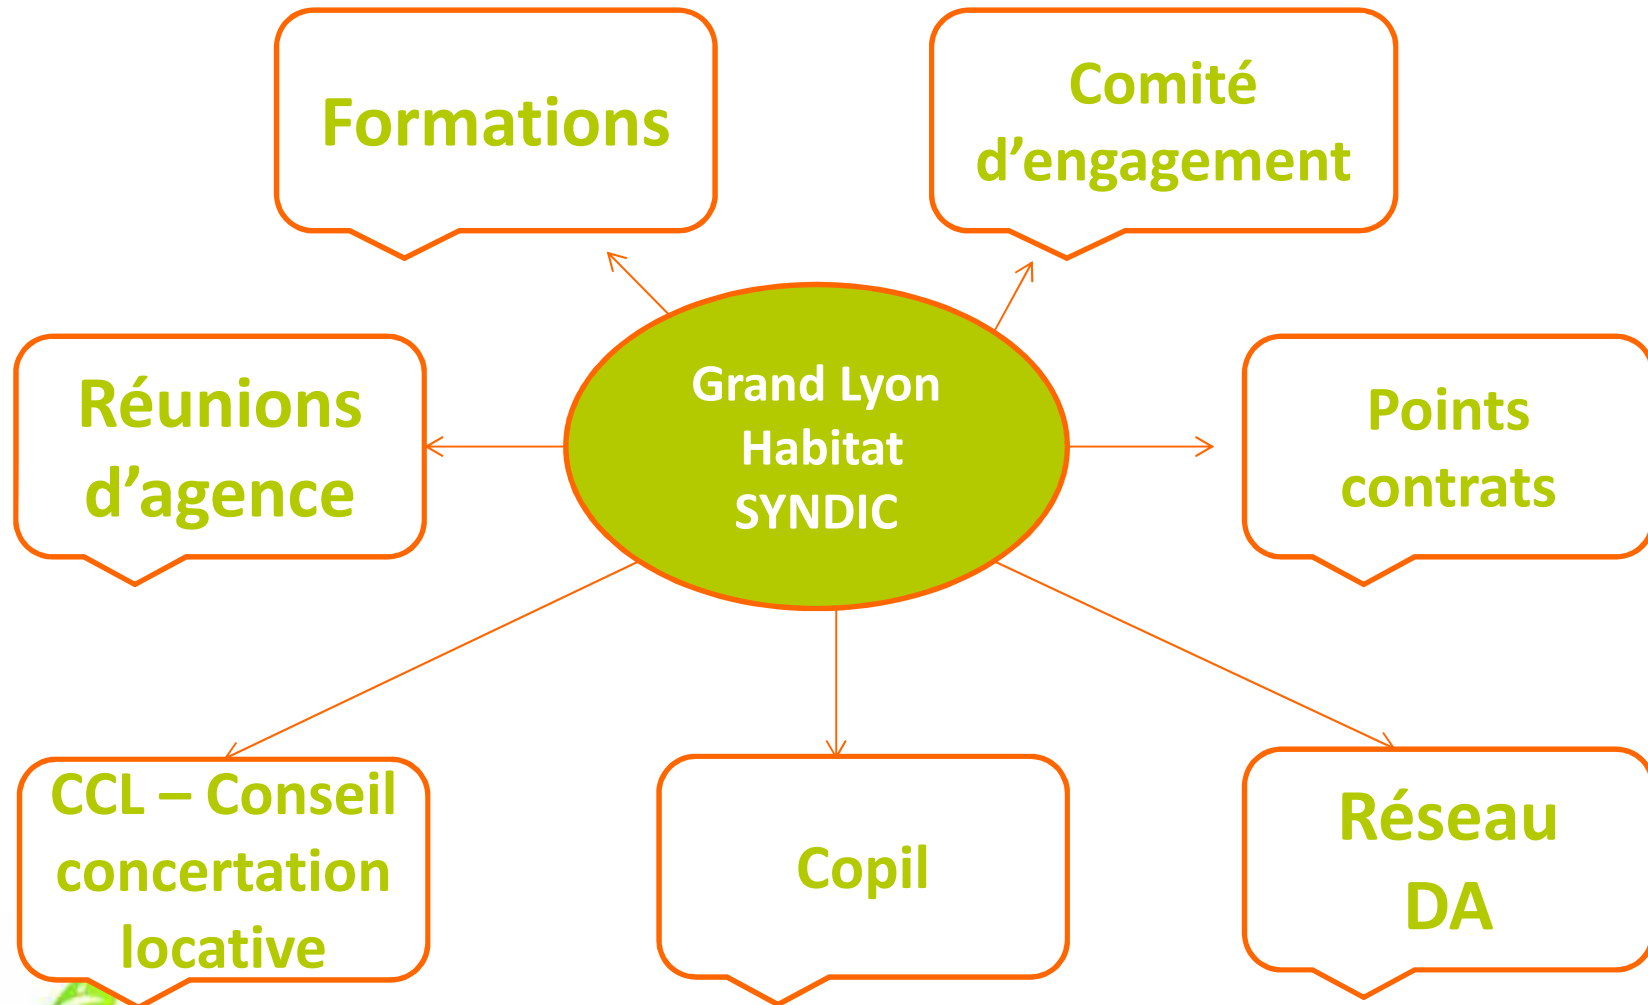 Formations
Comité
d’engagement
Réunions
d’agence
Grand Lyon
Habitat
SYNDIC
Points
contrats
CCL – Conseil
concertation
locative
Copil
Réseau
DA